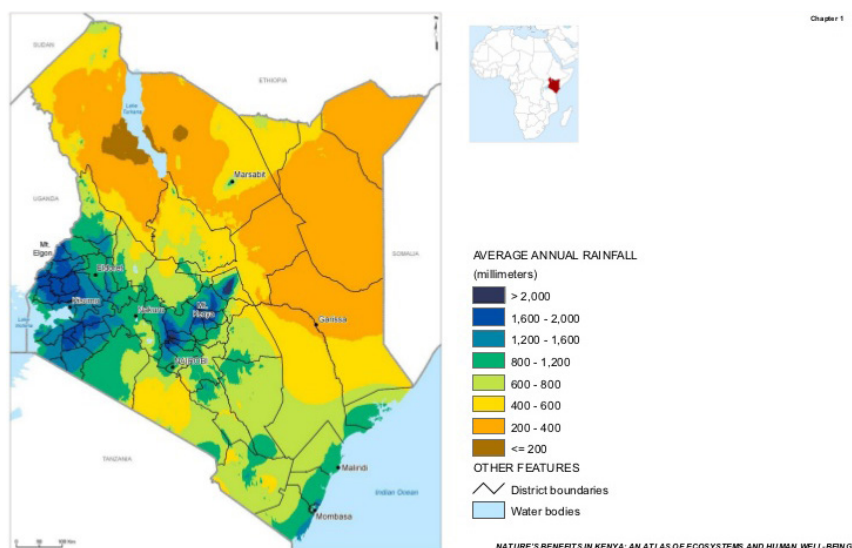 Chapter 1
SUDAN
ETHIOPIA
Lake
Turkana
Marsabit
UGANDA
Mt.
Elgon
SOMALIA
Eldoret
Kisumu
Nakuru
Mt.
Kenya
Garissa
Lake
Victoria
NAIROBI
TANZANIA
Malindi
Indian Ocean
Mombasa
AVERAGE ANNUAL RAINFALL
(millimeters)
> 2,000
1,600 - 2,000
1,200 - 1,600
800 - 1,200
600 - 800
400 - 600
200 - 400
<= 200
OTHER FEATURES
District boundaries
Water bodies
NATURE'S BENEFITS IN KENYA: AN ATLAS OF ECOSYSTEMS AND HUMAN WELL-BEING